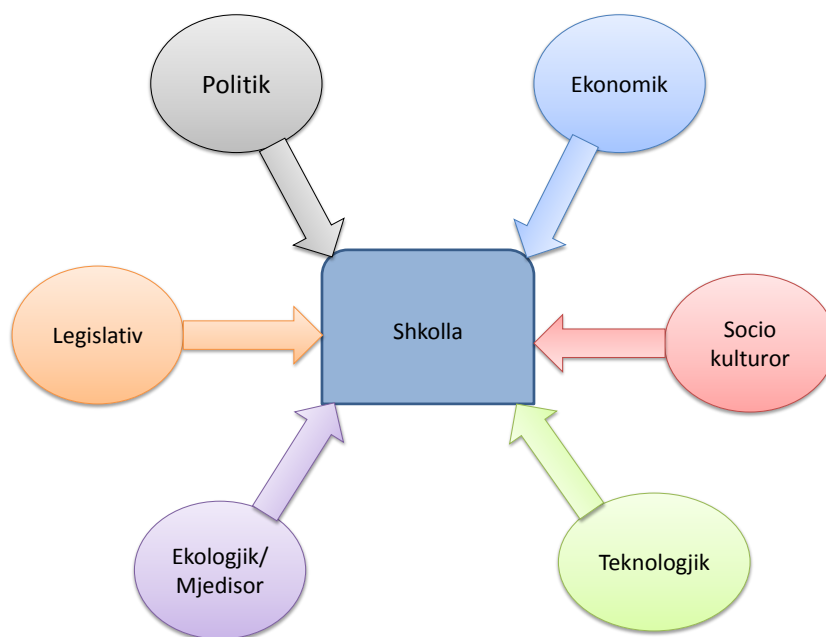 Politik
Ekonomik
Legislativ
Shkolla
Socio
kulturor
Ekologjik/
Mjedisor
Teknologjik